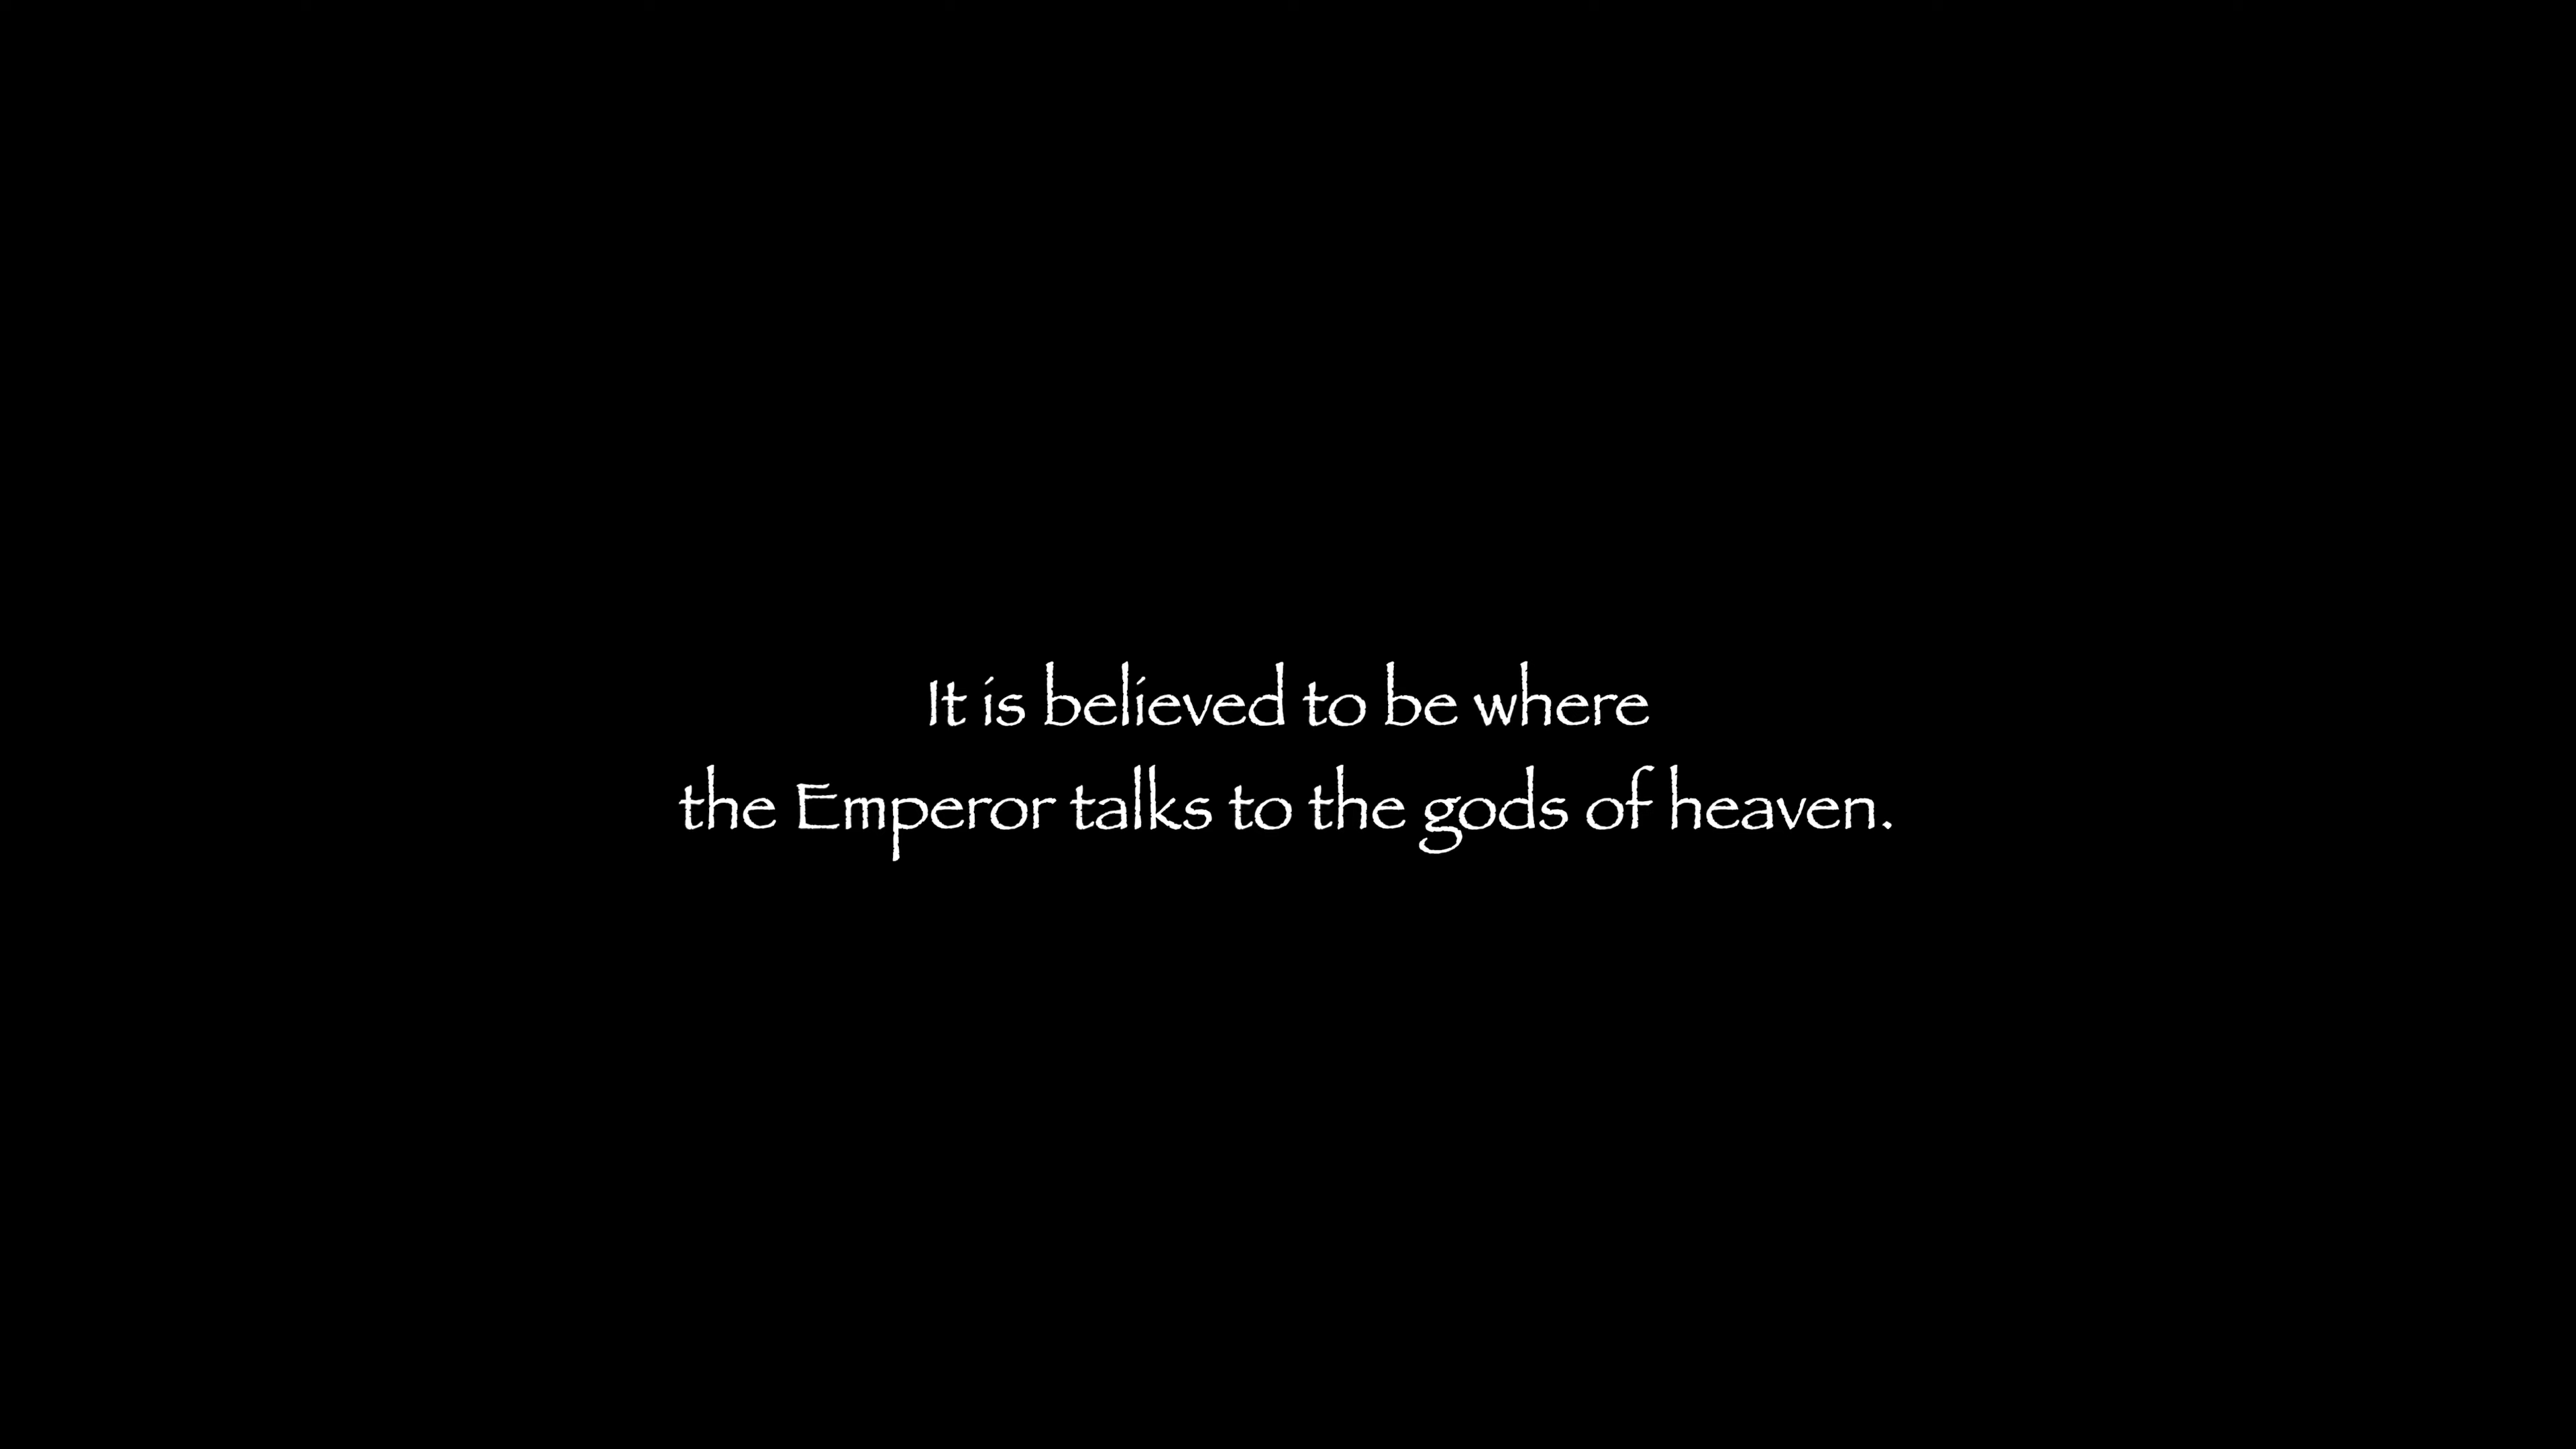 It is believed to be where
the Emperor talks to the gods of heaven.